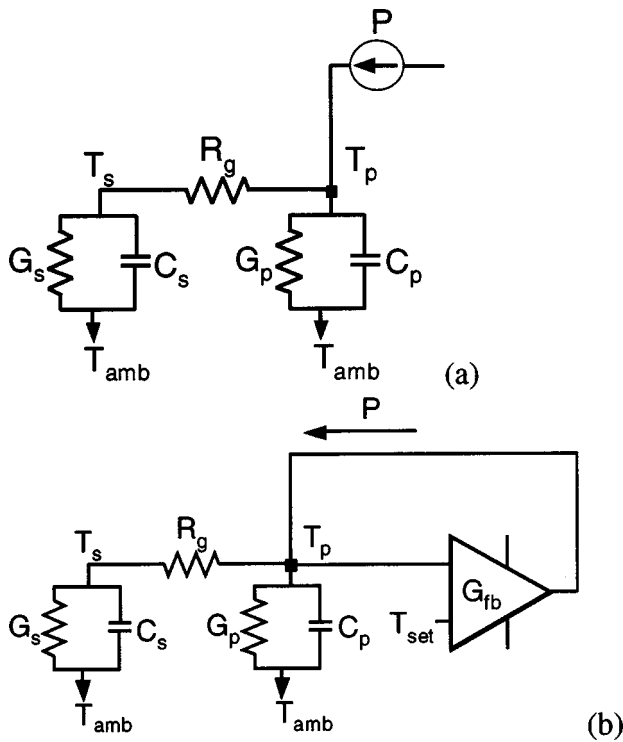 P
T_s
R_g
T_p
G_s
C_s
G_p
C_p
T_amb
T_amb
(a)
P
T_s
R_g
T_p
G_fb
G_s
C_s
G_p
C_p
T_set
T_amb
T_amb
(b)